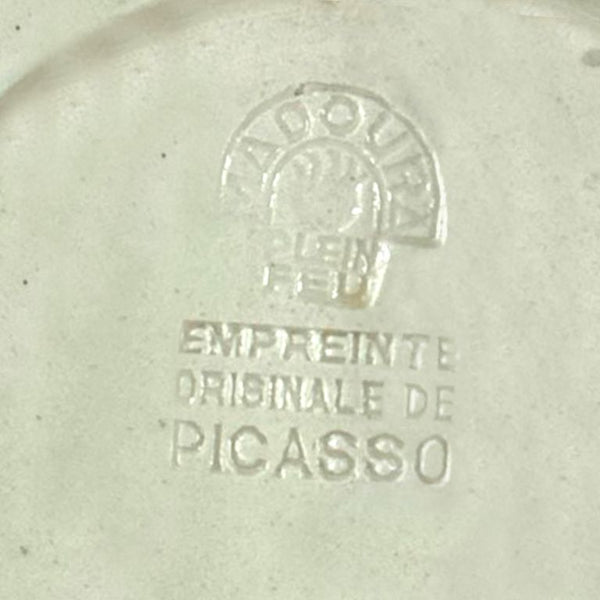 MADOURA
PLEIN
FEU
EMPREINTE
ORIGINALE DE
PICASSO